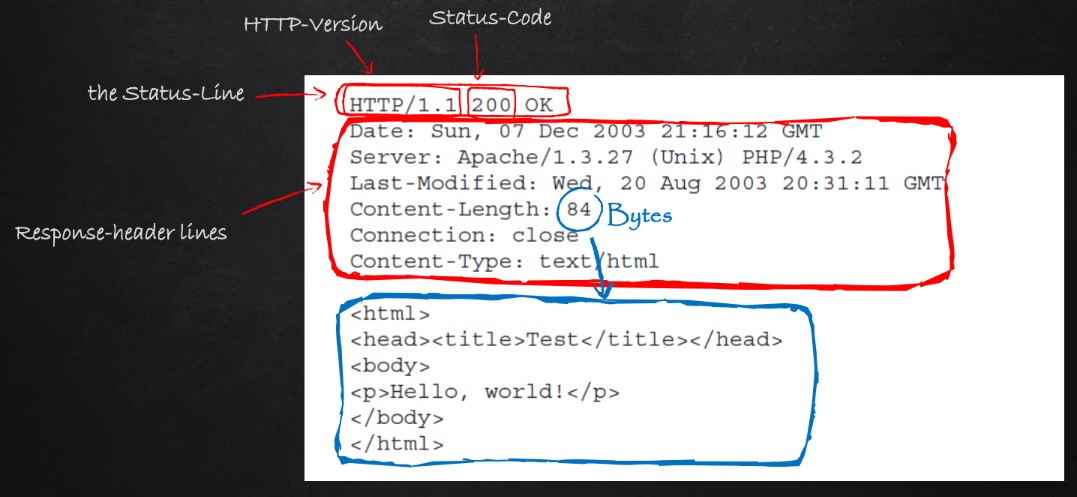 HTTP-Version
Status-Code
the Status-Line
HTTP/1.1 200 OK
Date: Sun, 07 Dec 2003 21:16:12 GMT
Server: Apache/1.3.27 (Unix) PHP/4.3.2
Last-Modified: Wed, 20 Aug 2003 20:31:11 GMT
Content-Length: 84 Bytes
Response-header lines
Connection: close
Content-Type: text/html
<html>
<head><title>Test</title></head>
<body>
<p>Hello, world!</p>
</body>
</html>